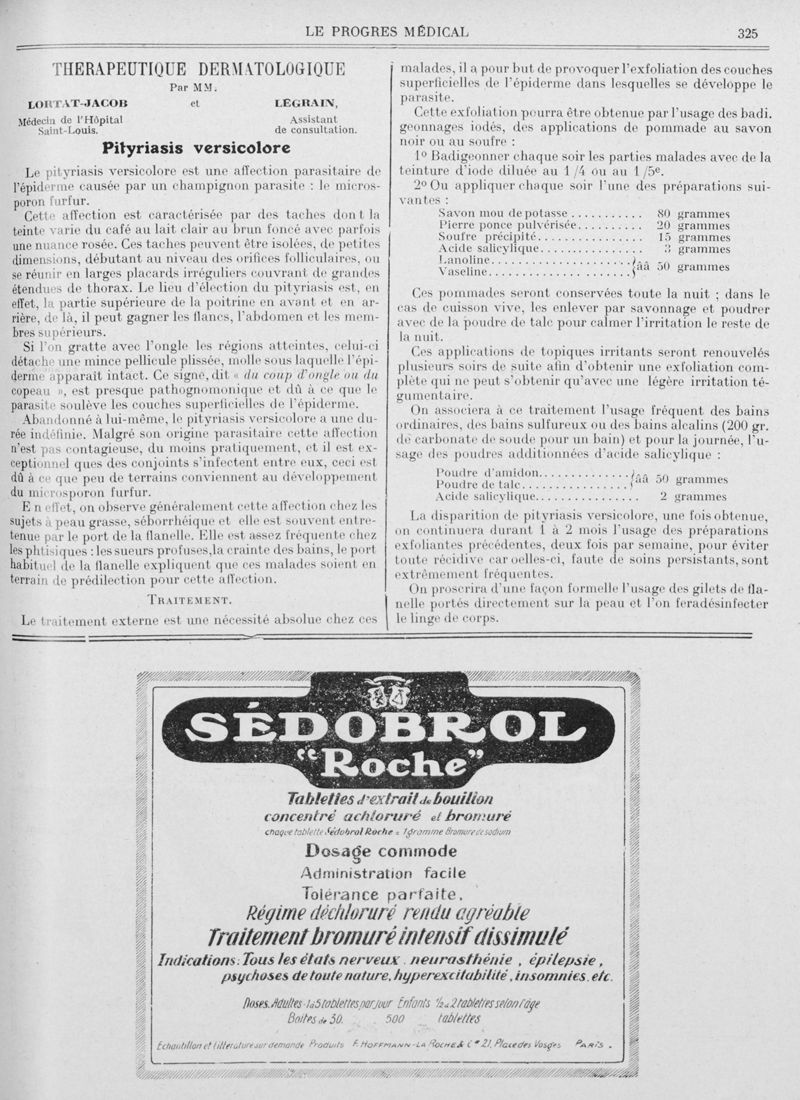 LE PROGRES MÉDICAL
325
THERAPEUTIQUE DERMATOLOGIQUE
Par MM.
LORTAT-JACOB et LEGRAIN,
Médecin de l'Hôpital Assistant
Saint-Louis. de consultation.
Pityriasis versicolore
Le pityriasis versicolore est une affection parasitaire de
l'épiderme causée par un champignon parasite : le micros-
poron furfur.
Cette affection est caractérisée par des taches dont la
teinte varie du café au lait clair au brun foncé avec parfois
une nuance rosée. Ces taches peuvent être isolées, de petites
dimensions, débutant au niveau des orifices folliculaires, ou
se réunir en larges placards irréguliers couvrant de grandes
étendues de thorax. Le lieu d'élection du pityriasis est, en
effet, la partie supérieure de la poitrine en avant et en ar-
rière, de là, il peut gagner les flancs, l'abdomen et les mem-
bres supérieurs.
Si l'on gratte avec l'ongle les régions atteintes, celui-ci
détache une mince pellicule plissée, molle sous laquelle l'épi-
derme apparaît intact. Ce signe, dit « du coup d'ongle ou du
copeau », est presque pathognomonique et dû à ce que le
parasite soulève les couches superficielles de l'épiderme.
Abandonné à lui-même, le pityriasis versicolore a une du-
rée indéfinie. Malgré son origine parasitaire cette affection
n'est pas contagieuse, du moins pratiquement, et il est ex-
ceptionnel ques des conjoints s'infectent entre eux, ceci est
dû à ce que peu de terrains conviennent au développement
du microsporon furfur.
En effet, on observe généralement cette affection chez les
sujets à peau grasse, séborrhéique et elle est souvent entre-
tenue par le port de la flanelle. Elle est assez fréquente chez
les phtisiques : les sueurs profuses, la crainte des bains, le port
habituel de la flanelle expliquent que ces malades soient en
terrain de prédilection pour cette affection.
TRAITEMENT.
Le traitement externe est une nécessité absolue chez ces
malades, il a pour but de provoquer l'exfoliation des couches
superficielles de l'épiderme dans lesquelles se développe le
parasite.
Cette exfoliation pourra être obtenue par l'usage des badi.
geonnages iodés, des applications de pommade au savon
noir ou au soufre :
1° Badigeonner chaque soir les parties malades avec de la
teinture d'iode diluée au 1/4 ou au 1/5e.
2° Ou appliquer chaque soir l'une des préparations sui-
vantes :
Savon mou de potasse ........... 80 grammes
Pierre ponce pulvérisée........... 20 grammes
Soufre précipité................. 15 grammes
Acide salicylique................ 3 grammes
Lanoline.......................
Vaseline....................... } ãã 50 grammes
Ces pommades seront conservées toute la nuit ; dans le
cas de cuisson vive, les enlever par savonnage et poudrer
avec de la poudre de talc pour calmer l'irritation le reste de
la nuit.
Ces applications de topiques irritants seront renouvelés
plusieurs soirs de suite afin d'obtenir une exfoliation com-
plète qui ne peut s'obtenir qu'avec une légère irritation té-
gumentaire.
On associera à ce traitement l'usage fréquent des bains
ordinaires, des bains sulfureux ou des bains alcalins (200 gr.
de carbonate de soude pour un bain) et pour la journée, l'u-
sage des poudres additionnées d'acide salicylique :
Poudre d'amidon..............
Poudre de talc................ } ãã 50 grammes
Acide salicylique................ 2 grammes
La disparition de pityriasis versicolore, une fois obtenue,
on continuera durant 1 à 2 mois l'usage des préparations
exfoliantes précédentes, deux fois par semaine, pour éviter
toute récidive car celles-ci, faute de soins persistants, sont
extrêmement fréquentes.
On proscrira d'une façon formelle l'usage des gilets de fla-
nelle portés directement sur la peau et l'on fera désinfecter
le linge de corps.
SÉDOBROL
"Roche"
Tablettes d'extrait de bouillon
concentré achloruré et bromuré
chaque tablette Sédobrol Roche = 1 gramme Bromure de sodium
Dosage commode
Administration facile
Tolérance parfaite.
Régime déchloruré rendu agréable
Traitement bromuré intensif dissimulé
Indications: Tous les états nerveux, neurasthénie, épilepsie,
psychoses de toute nature, hyperexcitabilité, insomnies, etc.
Doses. Adultes 1 à 5 tablettes par jour Enfants ½ à 2 tablettes selon l'âge
Boîtes de 30. 500 tablettes
Échantillon et littérature sur demande Produits F. HOFFMANN-LA ROCHE & Cie 21, Place des Vosges PARIS.